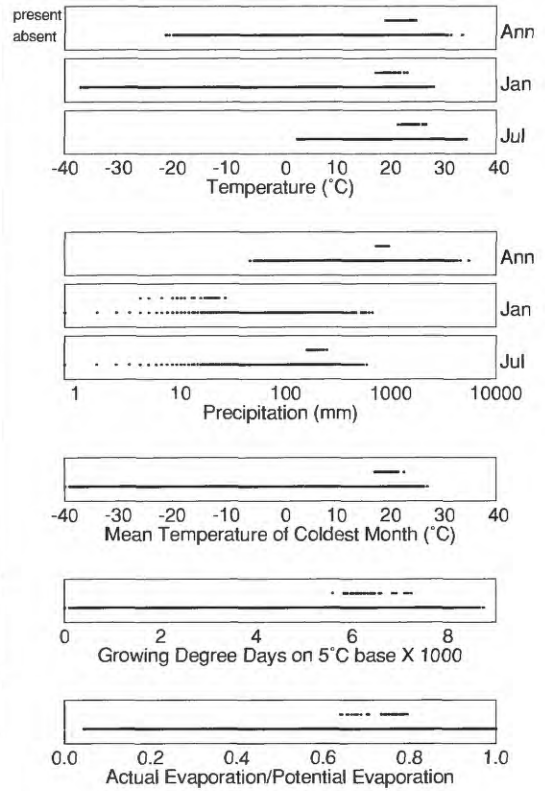 present
absent
Ann
Jan
Jul
-40 -30 -20 -10 0 10 20 30 40
Temperature (˚C)
Ann
Jan
Jul
1 10 100 1000 10000
Precipitation (mm)
-40 -30 -20 -10 0 10 20 30 40
Mean Temperature of Coldest Month (˚C)
0 2 4 6 8
Growing Degree Days on 5˚C base X 1000
0.0 0.2 0.4 0.6 0.8 1.0
Actual Evaporation/Potential Evaporation